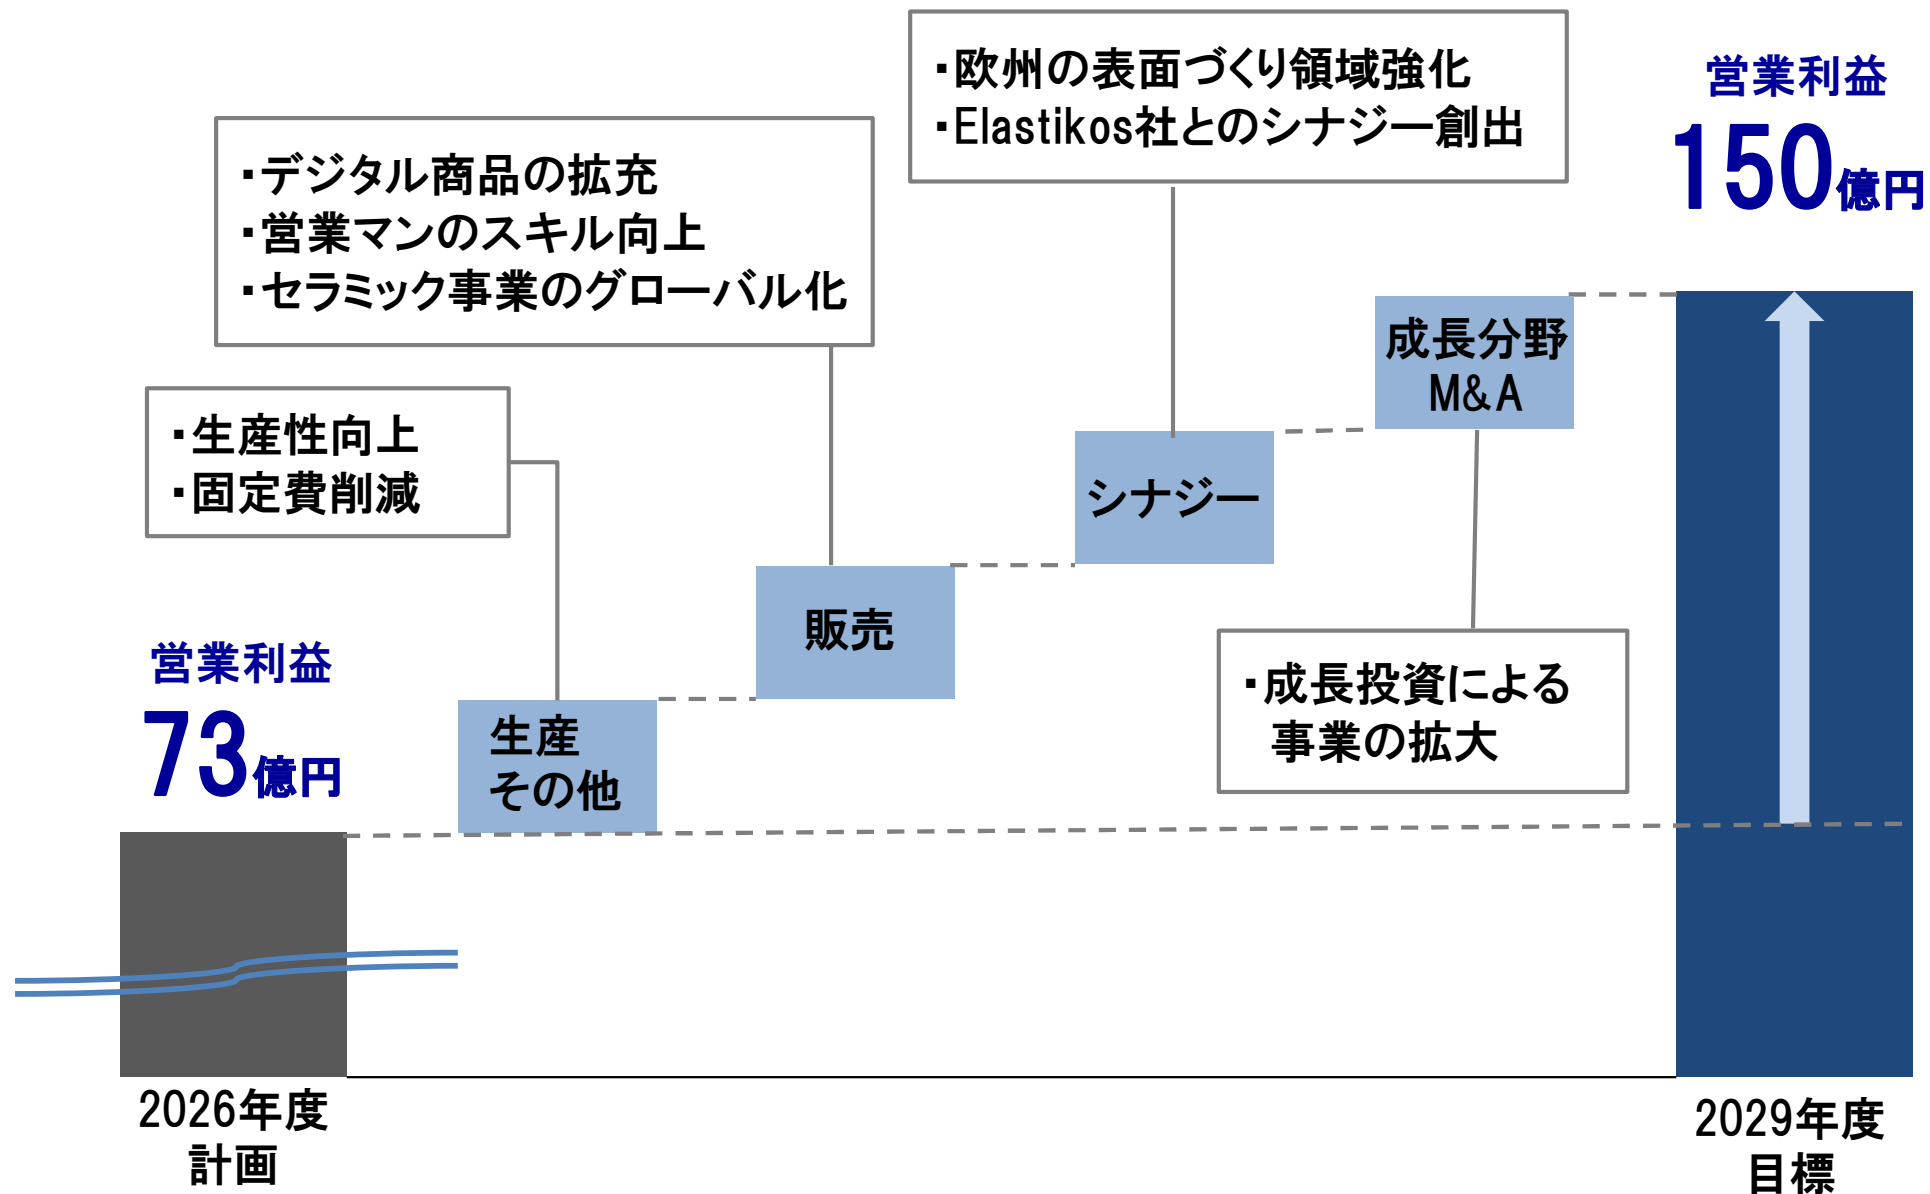 ・欧州の表面づくり領域強化
・Elastikos社とのシナジー創出
営業利益
150億円
・デジタル商品の拡充
・営業マンのスキル向上
・セラミック事業のグローバル化
成長分野
M&A
・生産性向上
・固定費削減
シナジー
販売
・成長投資による
事業の拡大
営業利益
73億円
生産
その他
2026年度
計画
2029年度
目標